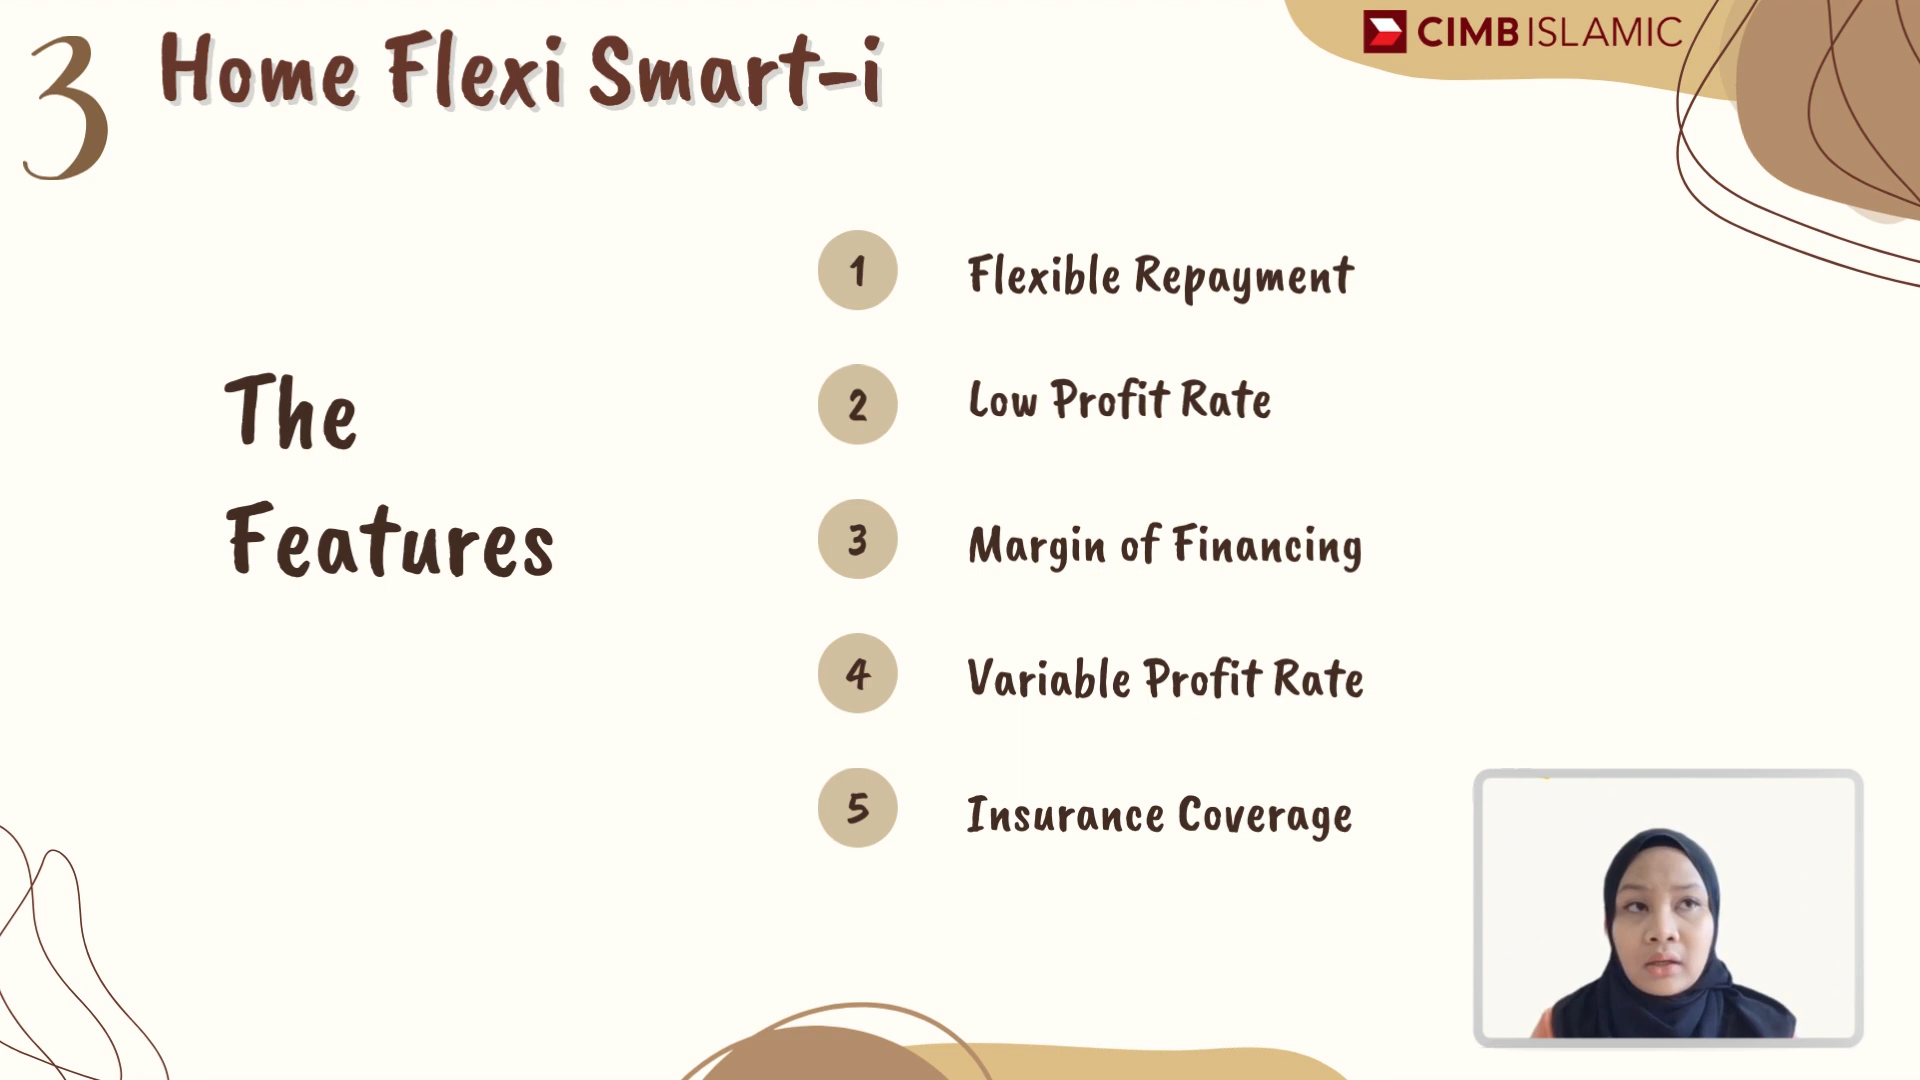 3
Home Flexi Smart-i
CIMB ISLAMIC
The
Features
1 Flexible Repayment
2 Low Profit Rate
3 Margin of Financing
4 Variable Profit Rate
5 Insurance Coverage